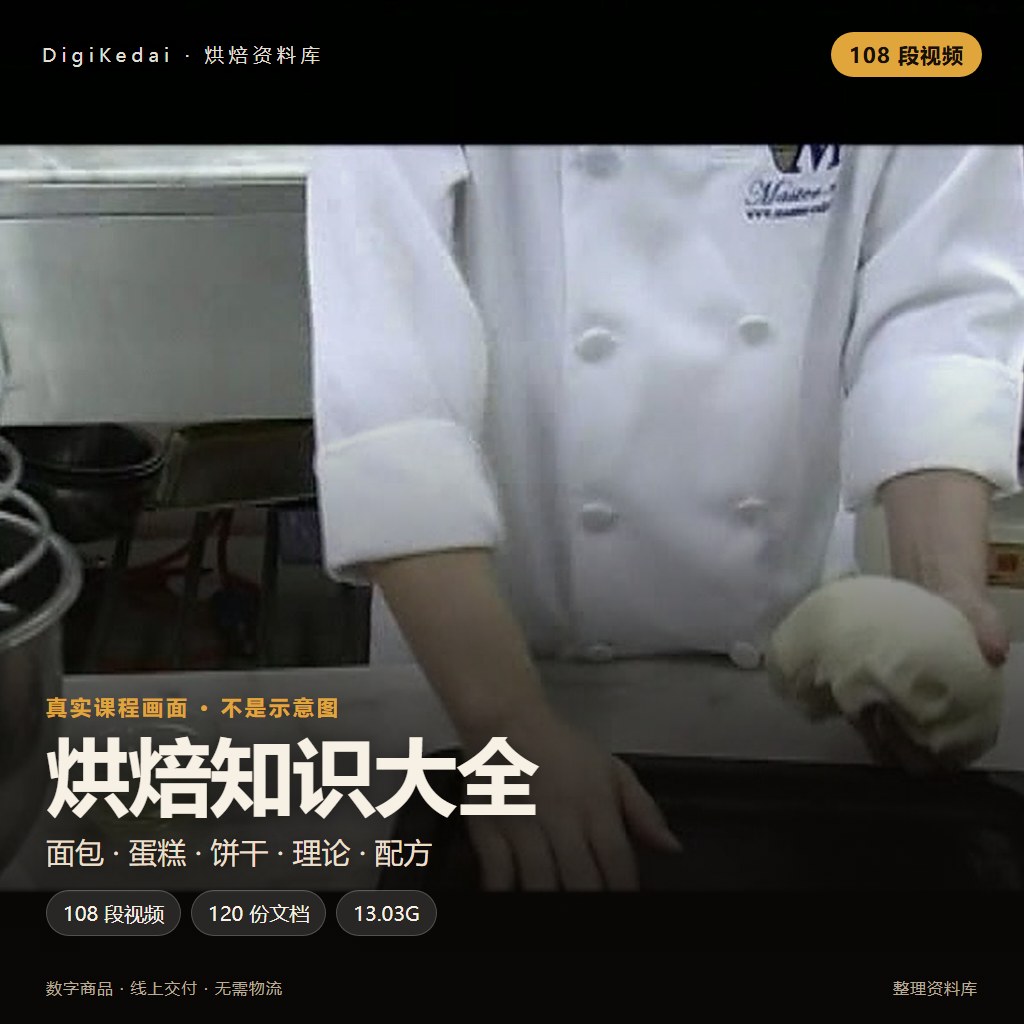 DigiKedai · 烘焙资料库
108 段视频
真实课程画面 · 不是示意图
烘焙知识大全
面包 · 蛋糕 · 饼干 · 理论 · 配方
108 段视频
120 份文档
13.03G
数字商品 · 线上交付 · 无需物流
整理资料库